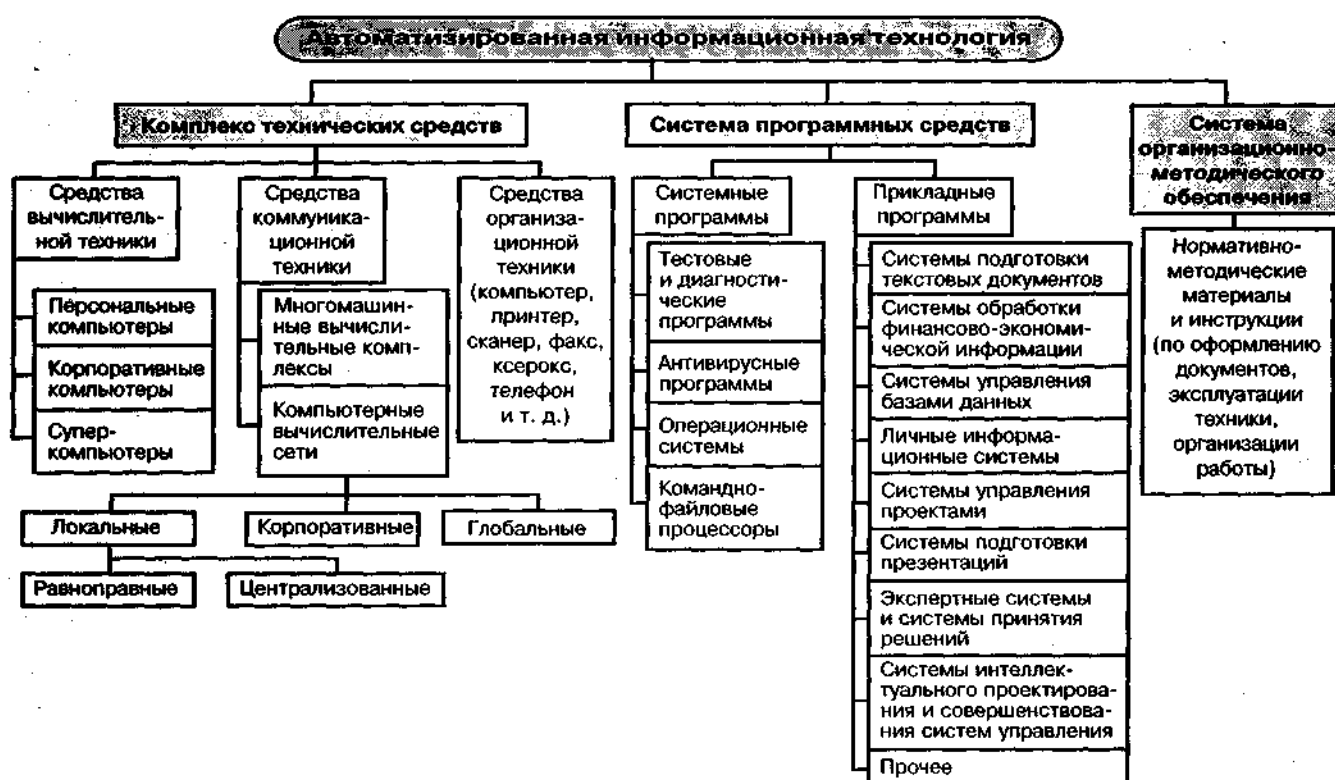 Автоматизированная информационная технология
Комплекс технических средств
Средства
вычислитель-
ной техники
Персональные
компьютеры
Корпоративные
компьютеры
Супер-
компьютеры
Средства
коммуника-
ционной
техники
Многомашин-
ные вычисли-
тельные комп-
лексы
Компьютерные
вычислительные
сети
Локальные
Корпоративные
Глобальные
Равноправные
Централизованные
Средства
организа-
ционной
техники
(компьютер,
принтер,
сканер, факс,
ксерокс,
телефон
и т. д.)
Система программных средств
Системные
программы
Тестовые
и диагности-
ческие
программы
Антивирусные
программы
Операционные
системы
Командно-
файловые
процессоры
Прикладные
программы
Системы подготовки
текстовых документов
Системы обработки
финансово-экономи-
ческой информации
Системы управления
базами данных
Личные информа-
ционные системы
Системы управления
проектами
Системы подготовки
презентаций
Экспертные системы
и системы принятия
решений
Системы интеллек-
туального проектирова-
ния и совершенствова-
ния систем управления
Прочее
Система
организационно-
методического
обеспечения
Нормативно-
методические
материалы
и инструкции
(по оформлению
документов,
эксплуатации
техники,
организации
работы)